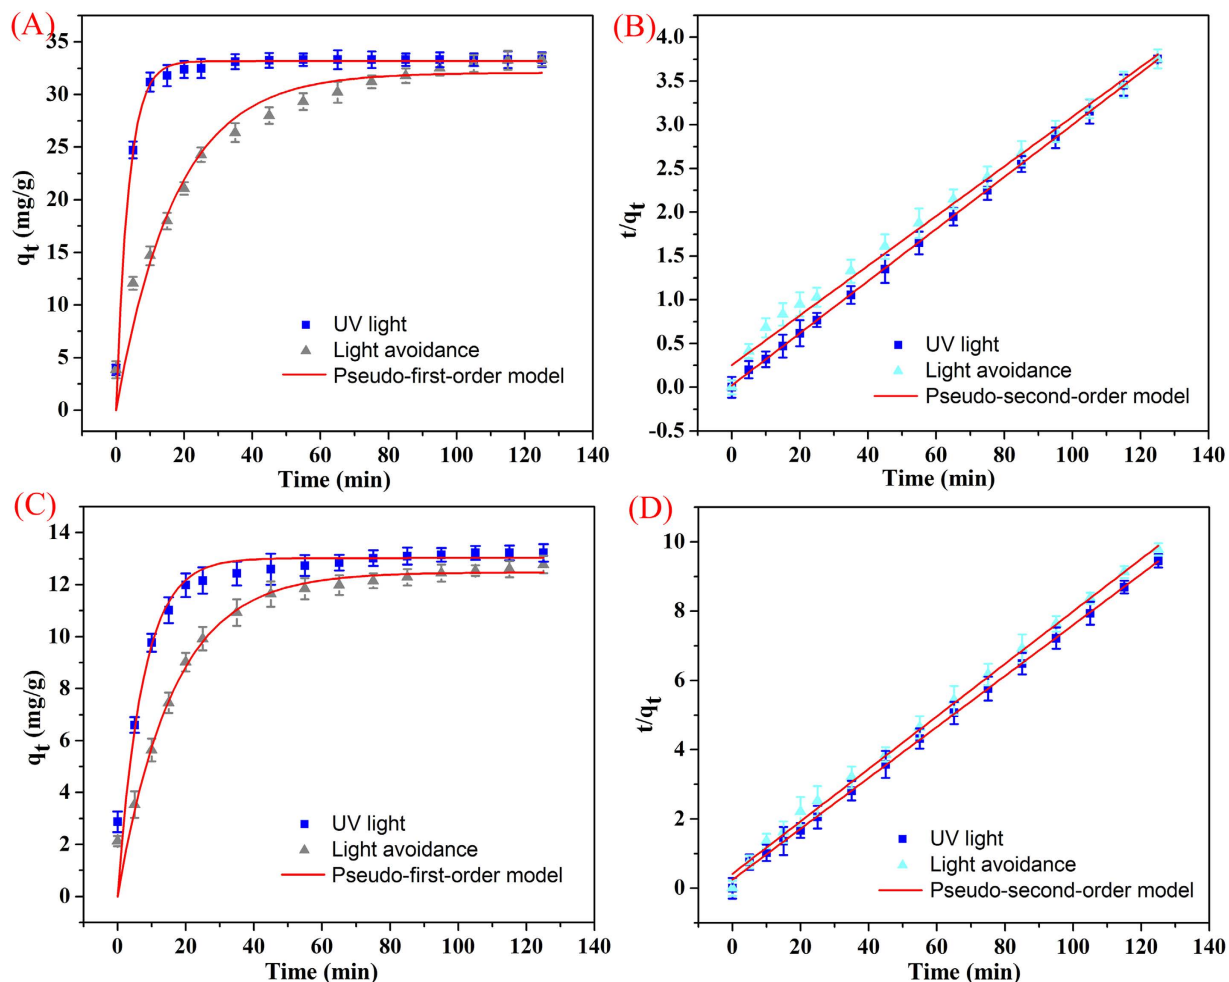 (A)
35
30
25
20
15
10
5
0
q_t (mg/g)
UV light
Light avoidance
Pseudo-first-order model
0 20 40 60 80 100 120 140
Time (min)
(B)
4.0
3.5
3.0
2.5
2.0
1.5
1.0
0.5
0.0
-0.5
t/q_t
UV light
Light avoidance
Pseudo-second-order model
0 20 40 60 80 100 120 140
Time (min)
(C)
14
12
10
8
6
4
2
0
q_t (mg/g)
UV light
Light avoidance
Pseudo-first-order model
0 20 40 60 80 100 120 140
Time (min)
(D)
10
8
6
4
2
0
t/q_t
UV light
Light avoidance
Pseudo-second-order model
0 20 40 60 80 100 120 140
Time (min)